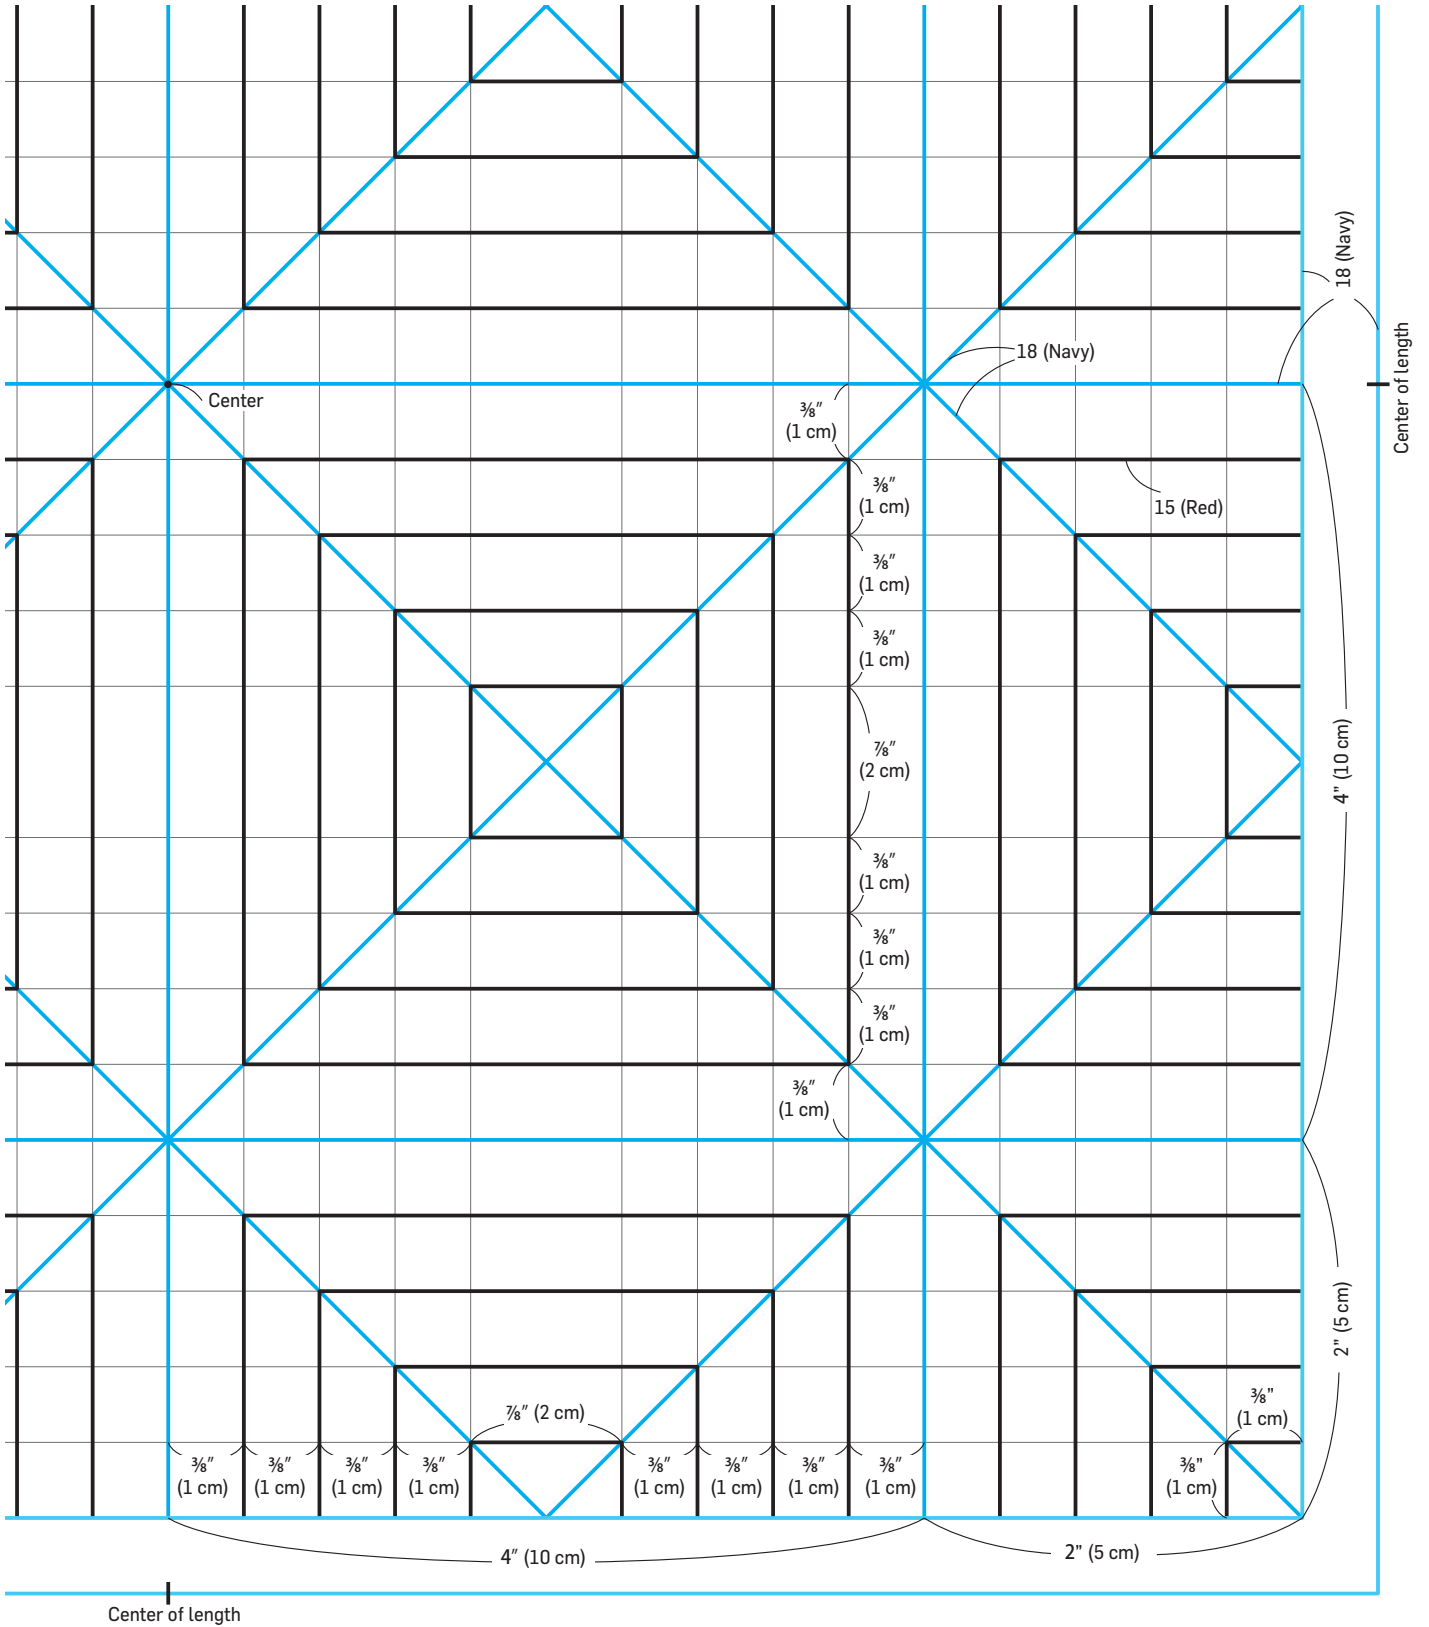 18 (Navy)
Center of length
18 (Navy)
Center
⅜″
(1 cm)
⅜″
(1 cm)
15 (Red)
⅜″
(1 cm)
⅜″
(1 cm)
⅞″
(2 cm)
4” (10 cm)
⅜″
(1 cm)
⅜″
(1 cm)
⅜″
(1 cm)
⅜″
(1 cm)
2” (5 cm)
⅞″ (2 cm)
⅜”
(1 cm)
⅜″
(1 cm)
⅜″
(1 cm)
⅜″
(1 cm)
⅜″
(1 cm)
⅜″
(1 cm)
⅜″
(1 cm)
⅜″
(1 cm)
⅜″
(1 cm)
⅜”
(1 cm)
4″ (10 cm)
2” (5 cm)
Center of length